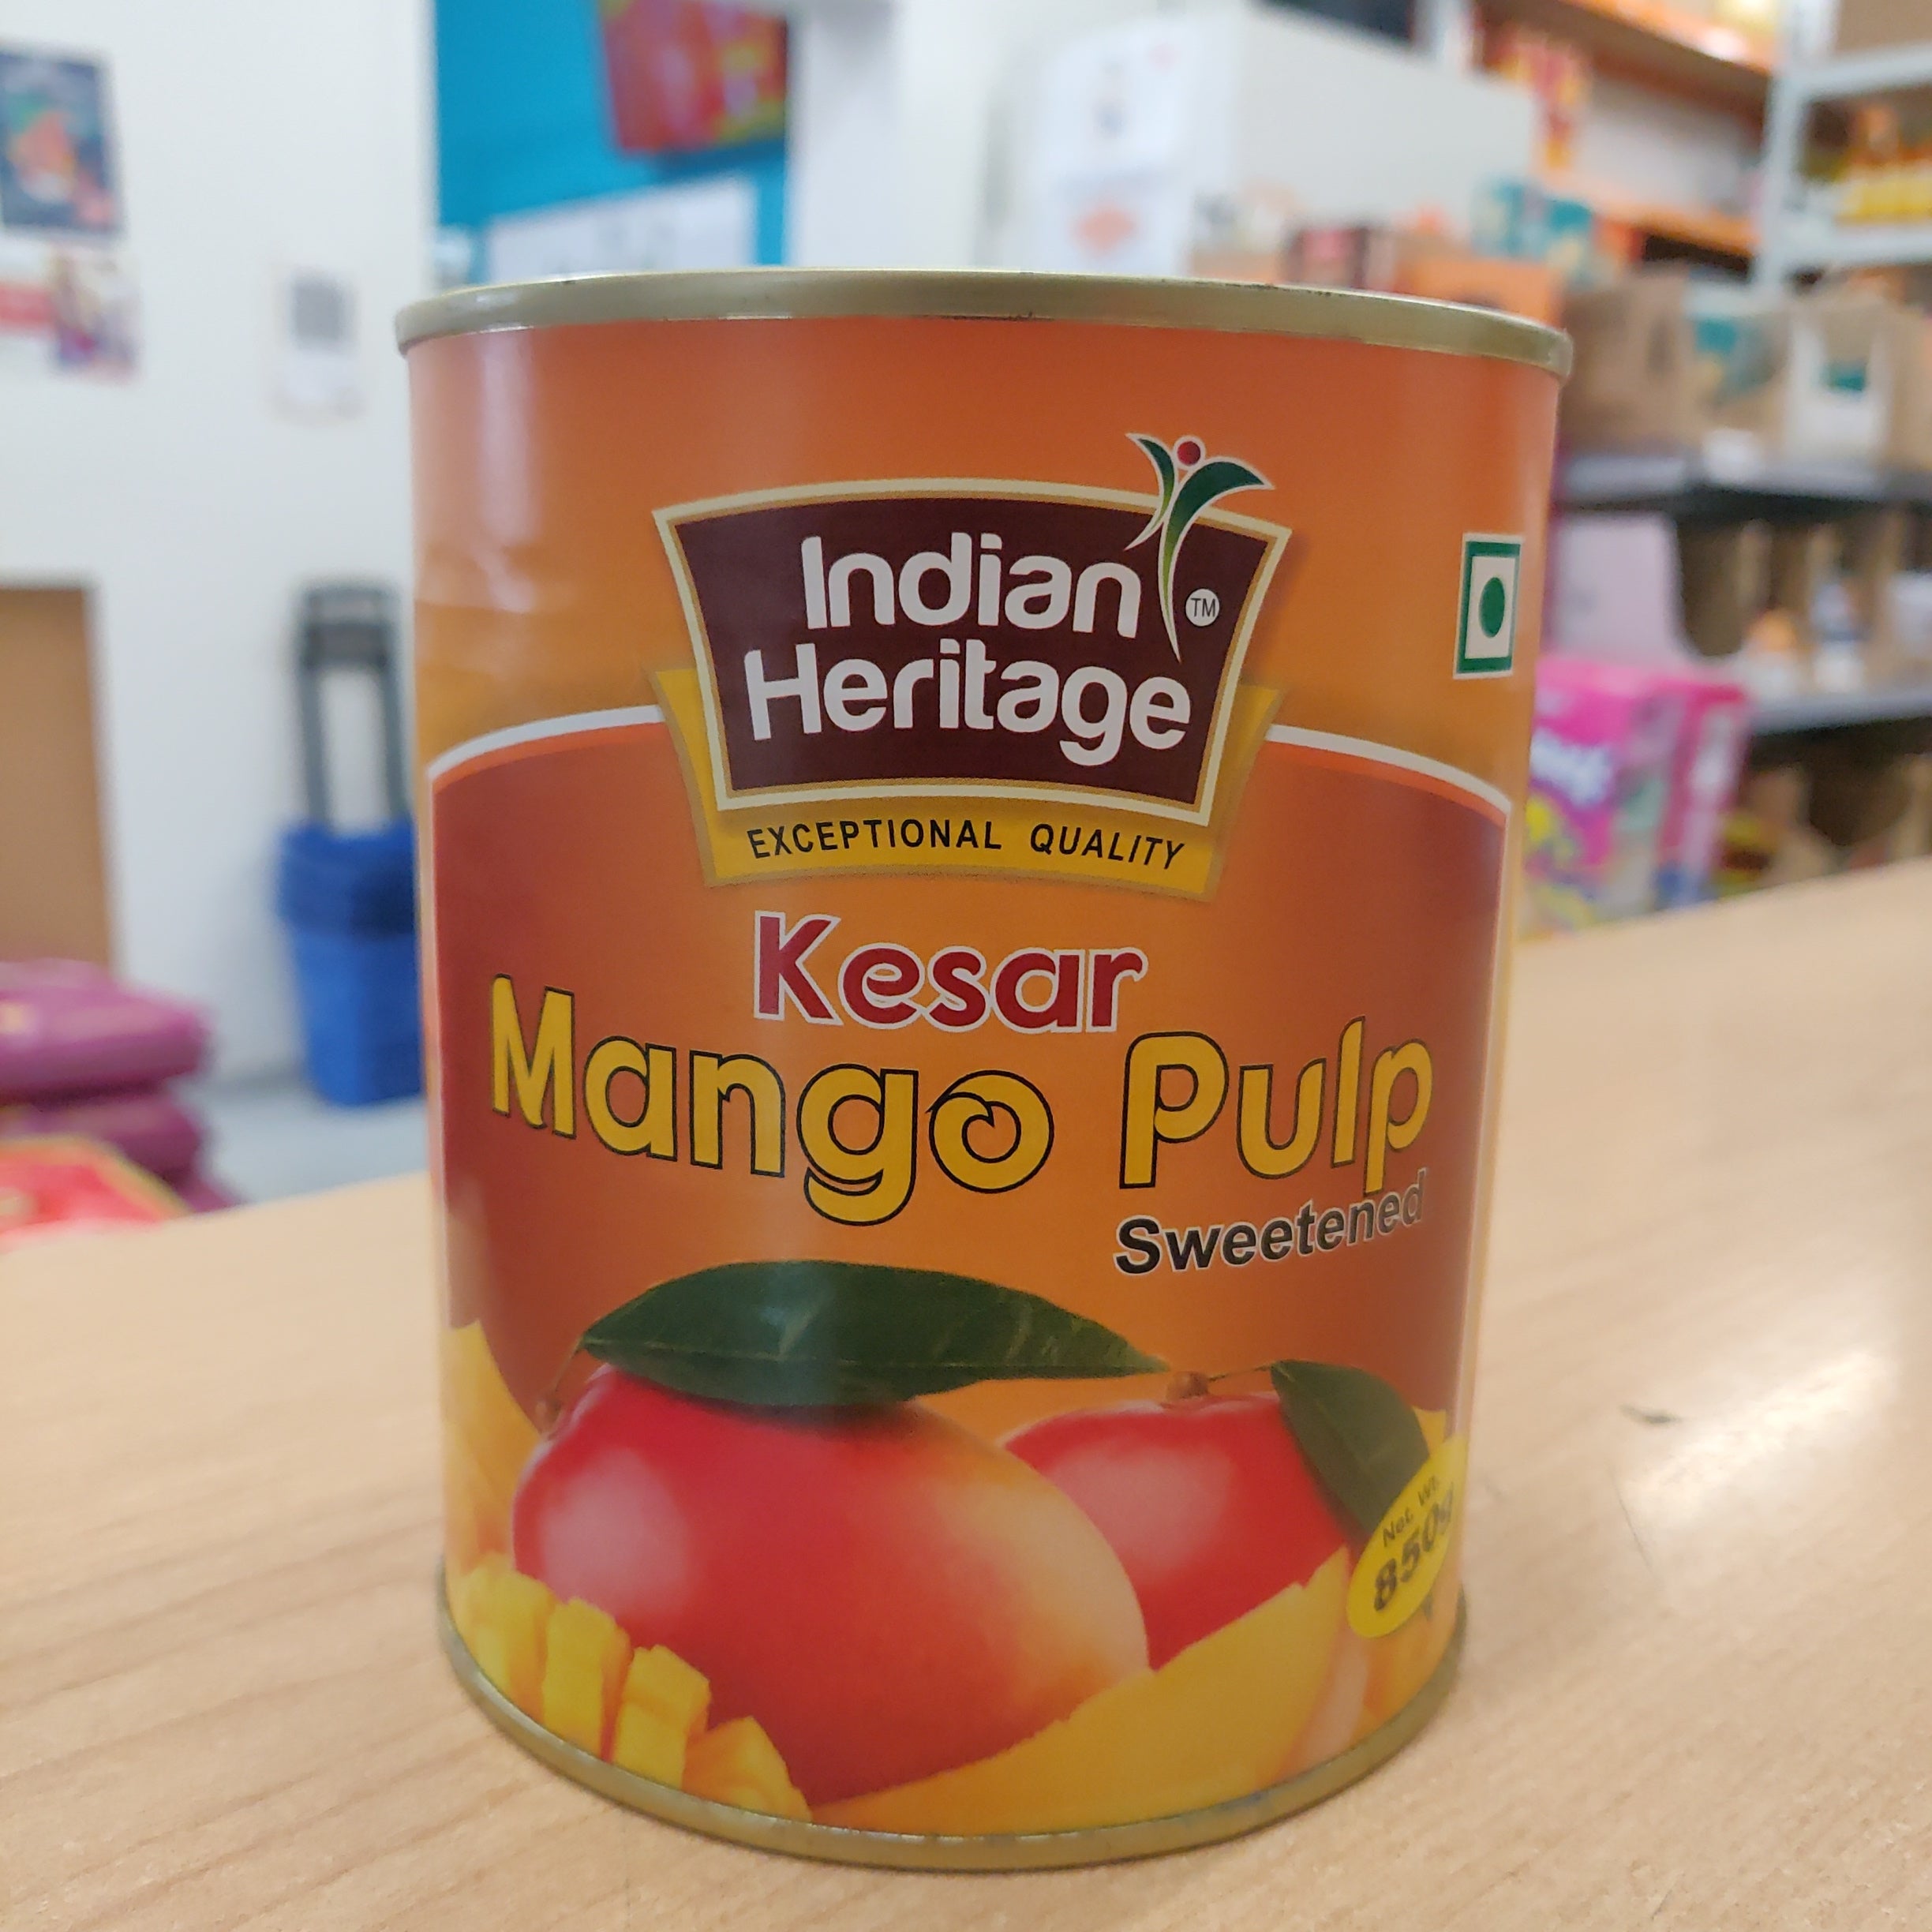 Indian
TM
Heritage
EXCEPTIONAL QUALITY
Kesar
Mango Pulp
Sweetened
Net. Wt.
850g